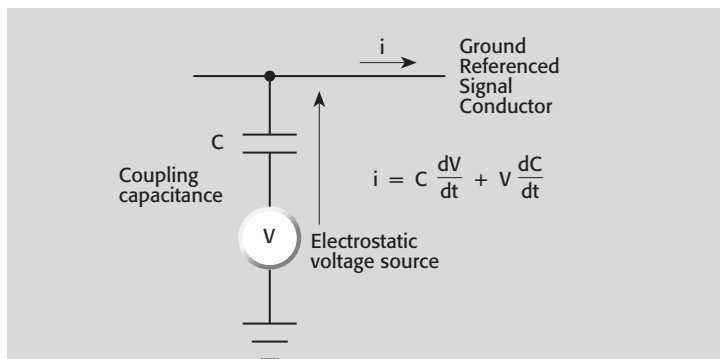 i
Ground
Referenced
Signal
Conductor
C
Coupling
capacitance
i = C dV/dt + V dC/dt
V
Electrostatic
voltage source